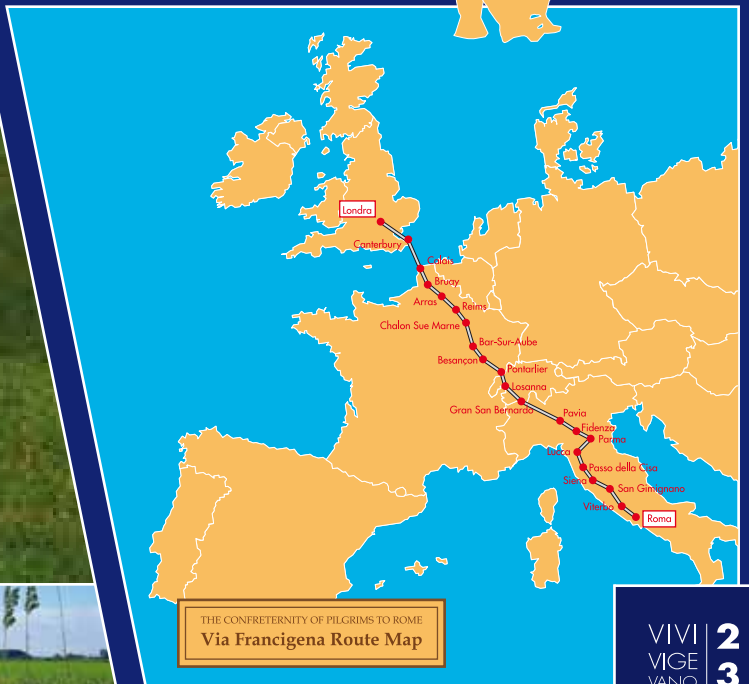 Londra
Canterbury
Calais
Bruay
Arras
Reims
Chalon Sue Marne
Bar-Sur-Aube
Besançon
Pontarlier
Losanna
Gran San Bernardo
Pavia
Fidenza
Parma
Lucca
Passo della Cisa
Siena
San Gimignano
Viterbo
Roma
THE CONFRETERNITY OF PILGRIMS TO ROME
Via Francigena Route Map
VIVI 2
VIGE
VANO 3